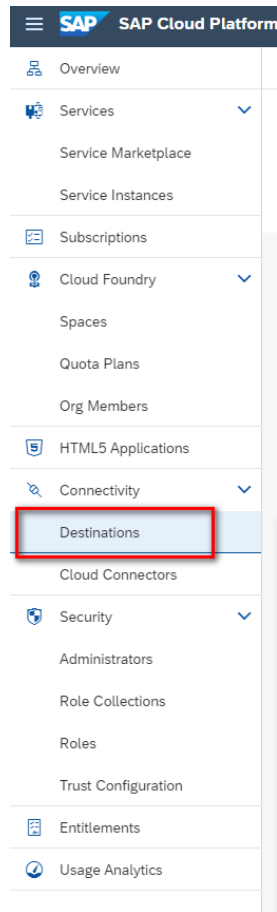 SAP SAP Cloud Platform
Overview
Services
Service Marketplace
Service Instances
Subscriptions
Cloud Foundry
Spaces
Quota Plans
Org Members
HTML5 Applications
Connectivity
Destinations
Cloud Connectors
Security
Administrators
Role Collections
Roles
Trust Configuration
Entitlements
Usage Analytics